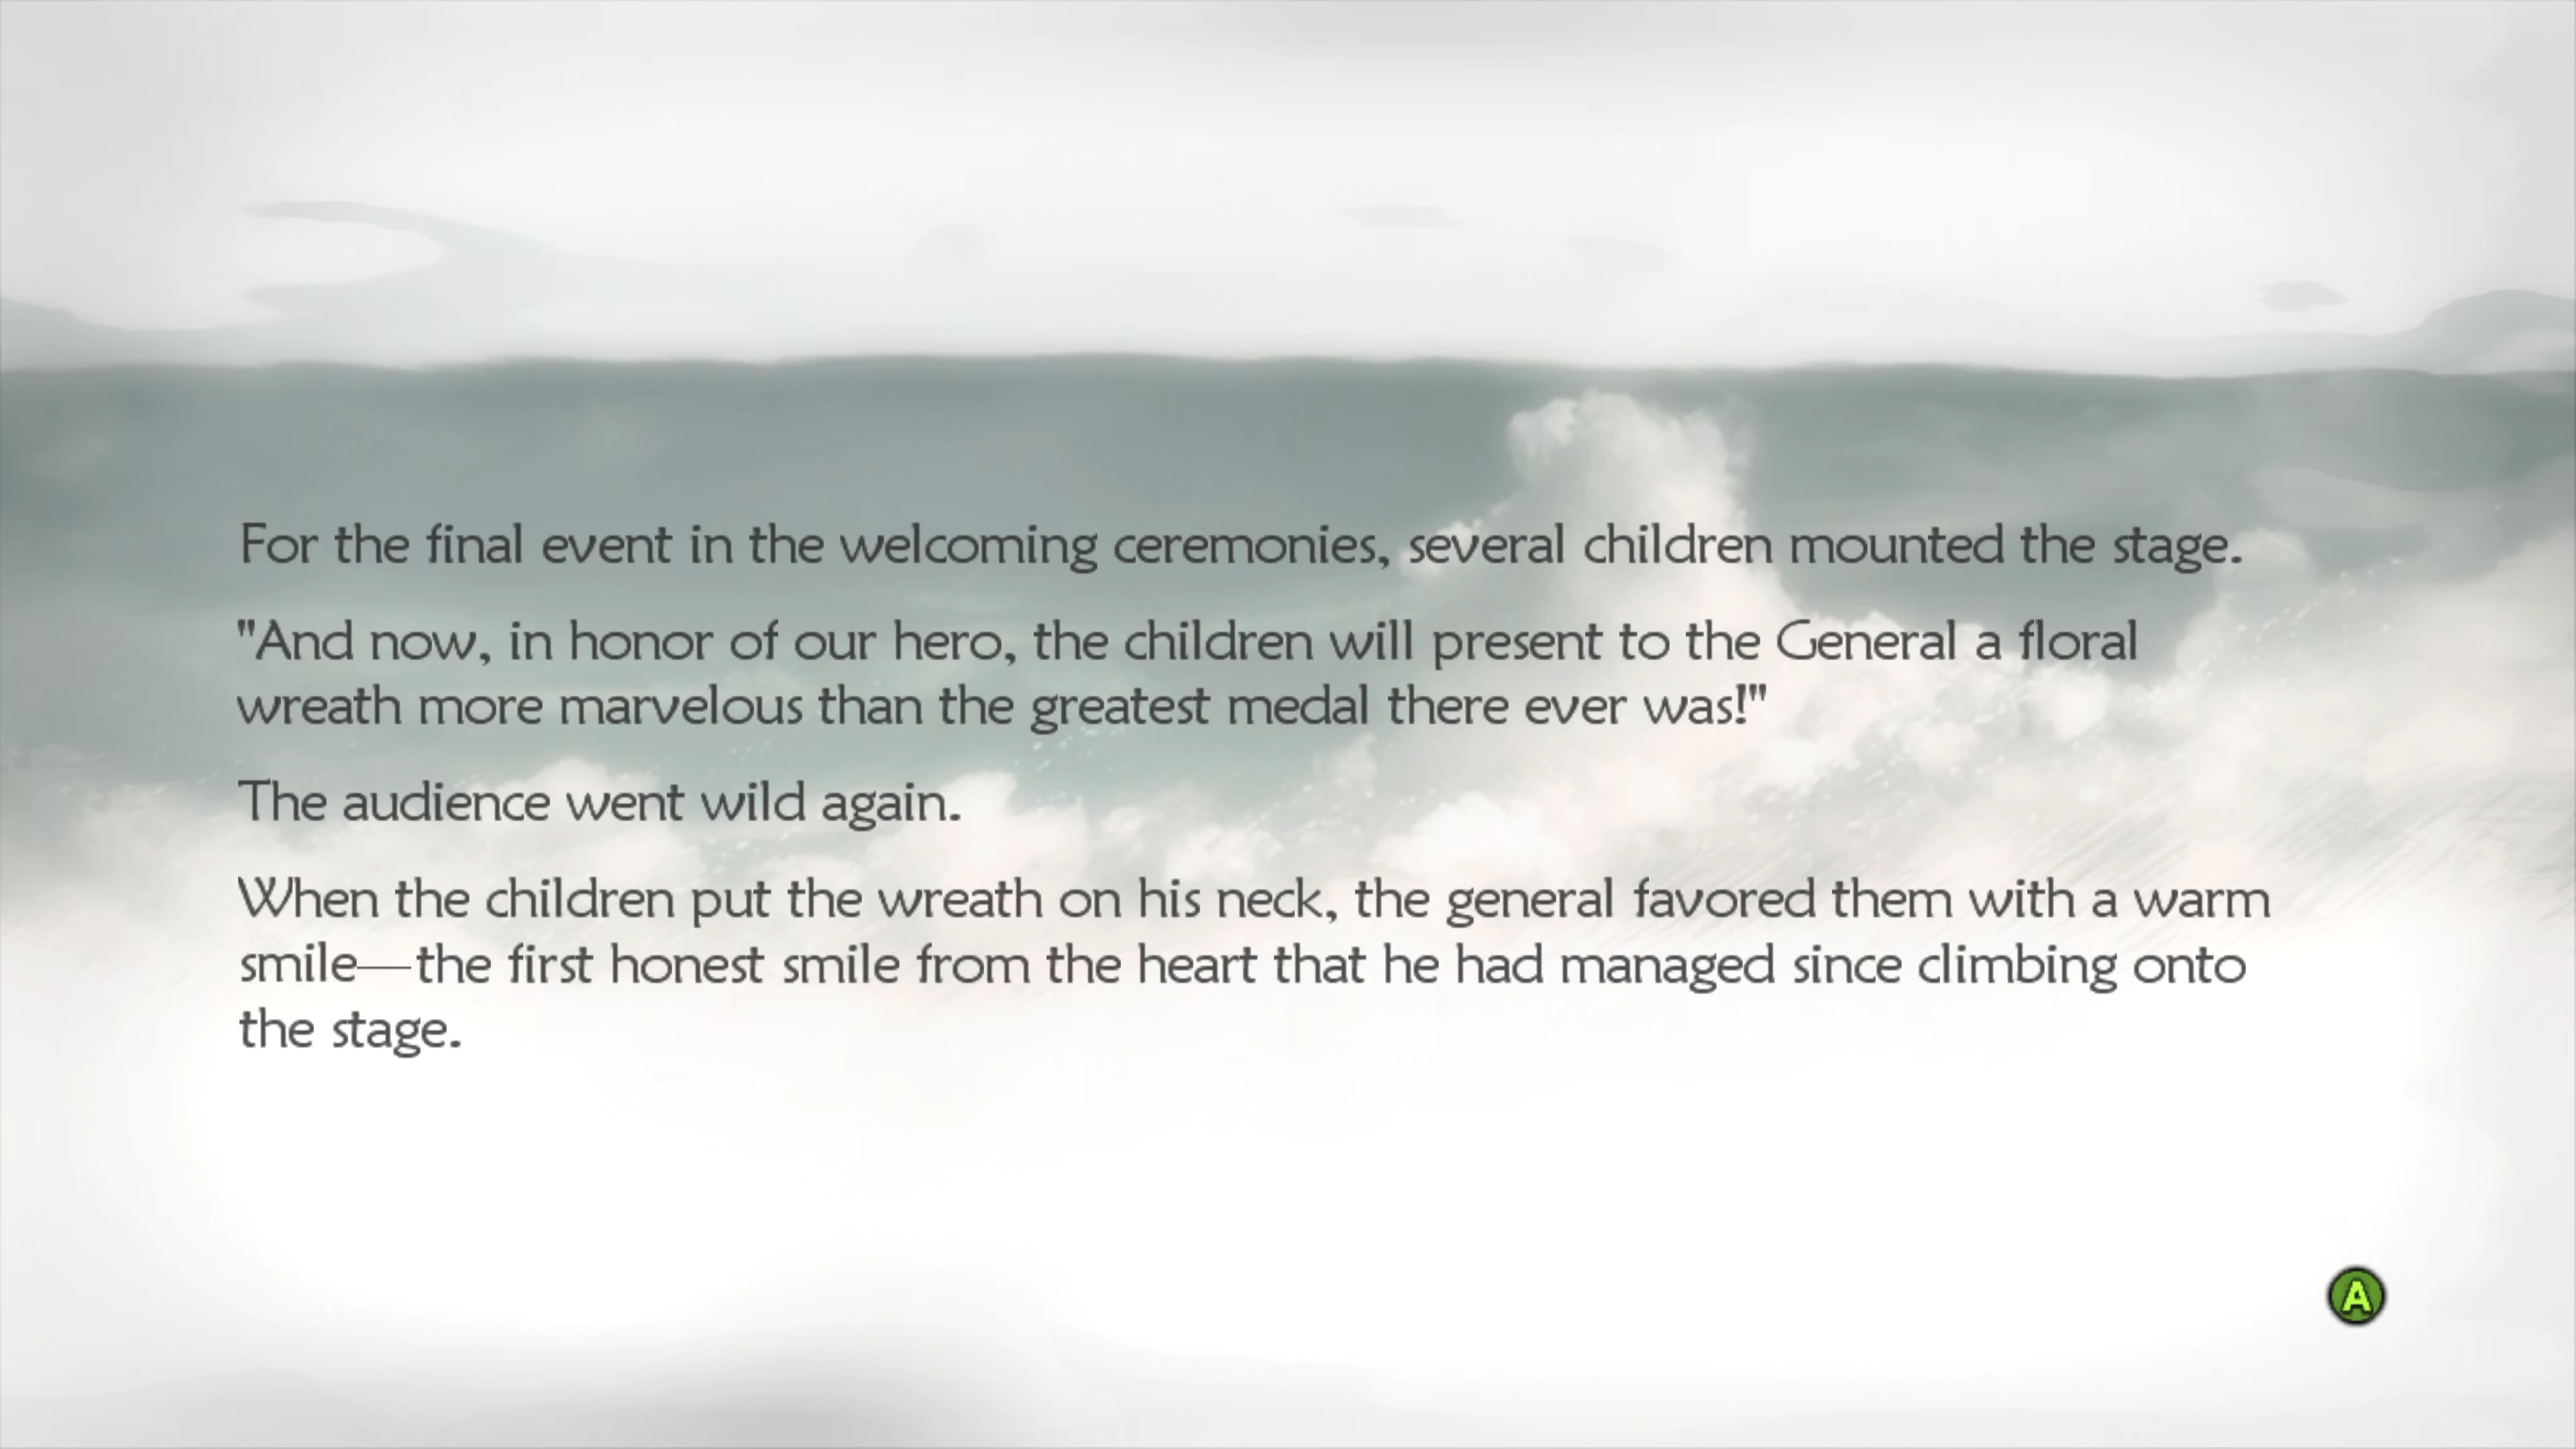 For the final event in the welcoming ceremonies, several children mounted the stage.
"And now, in honor of our hero, the children will present to the General a floral
wreath more marvelous than the greatest medal there ever was!"
The audience went wild again.
When the children put the wreath on his neck, the general favored them with a warm
smile—the first honest smile from the heart that he had managed since climbing onto
the stage.
A